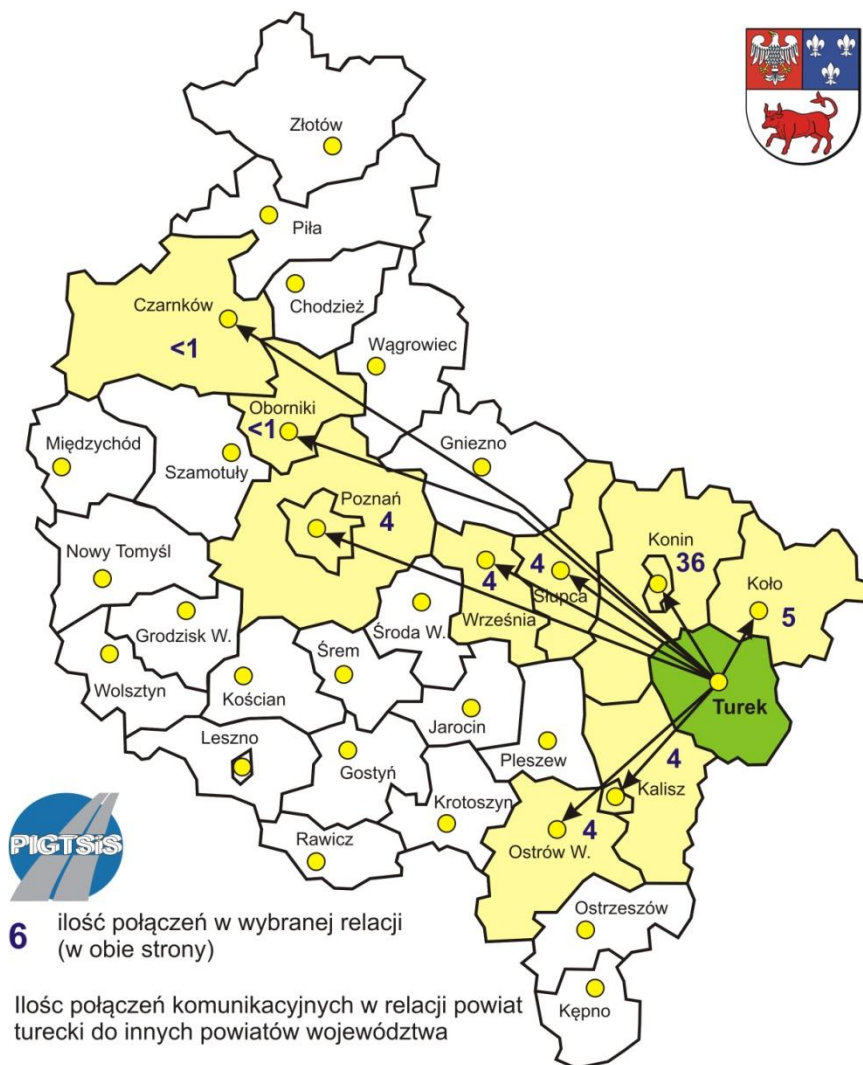 Złotów
Piła
Czarnków
<1
Chodzież
Wągrowiec
Oborniki
<1
Międzychód
Szamotuły
Gniezno
Poznań
4
Konin
36
Nowy Tomyśl
4
4
Słupca
Koło
5
Grodzisk W.
Środa W.
Września
Wolsztyn
Kościan
Śrem
Turek
Leszno
Jarocin
Gostyń
Pleszew
4
Kalisz
Krotoszyn
4
Ostrów W.
Rawicz
PIGTSiS
Ostrzeszów
Kępno
6 ilość połączeń w wybranej relacji
(w obie strony)
Ilośc połączeń komunikacyjnych w relacji powiat
turecki do innych powiatów województwa